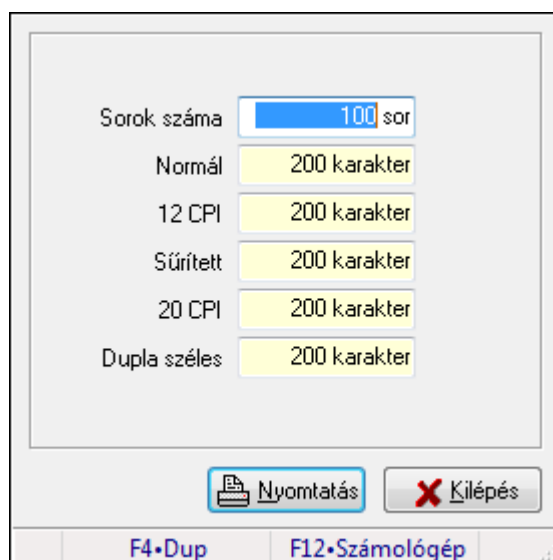 Sorok száma 100 sor
Normál 200 karakter
12 CPI 200 karakter
Sűrített 200 karakter
20 CPI 200 karakter
Dupla széles 200 karakter
Nyomtatás Kilépés
F4•Dup F12•Számológép